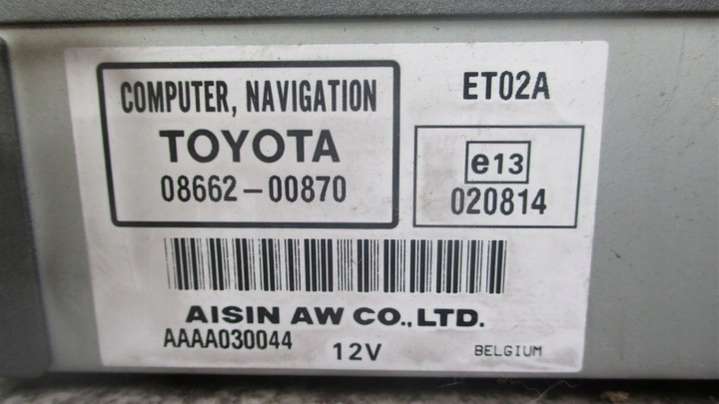 COMPUTER, NAVIGATION
TOYOTA
08662-00870
ET02A
e13
020814
AISIN AW CO.,LTD.
AAAA030044
12V
BELGIUM